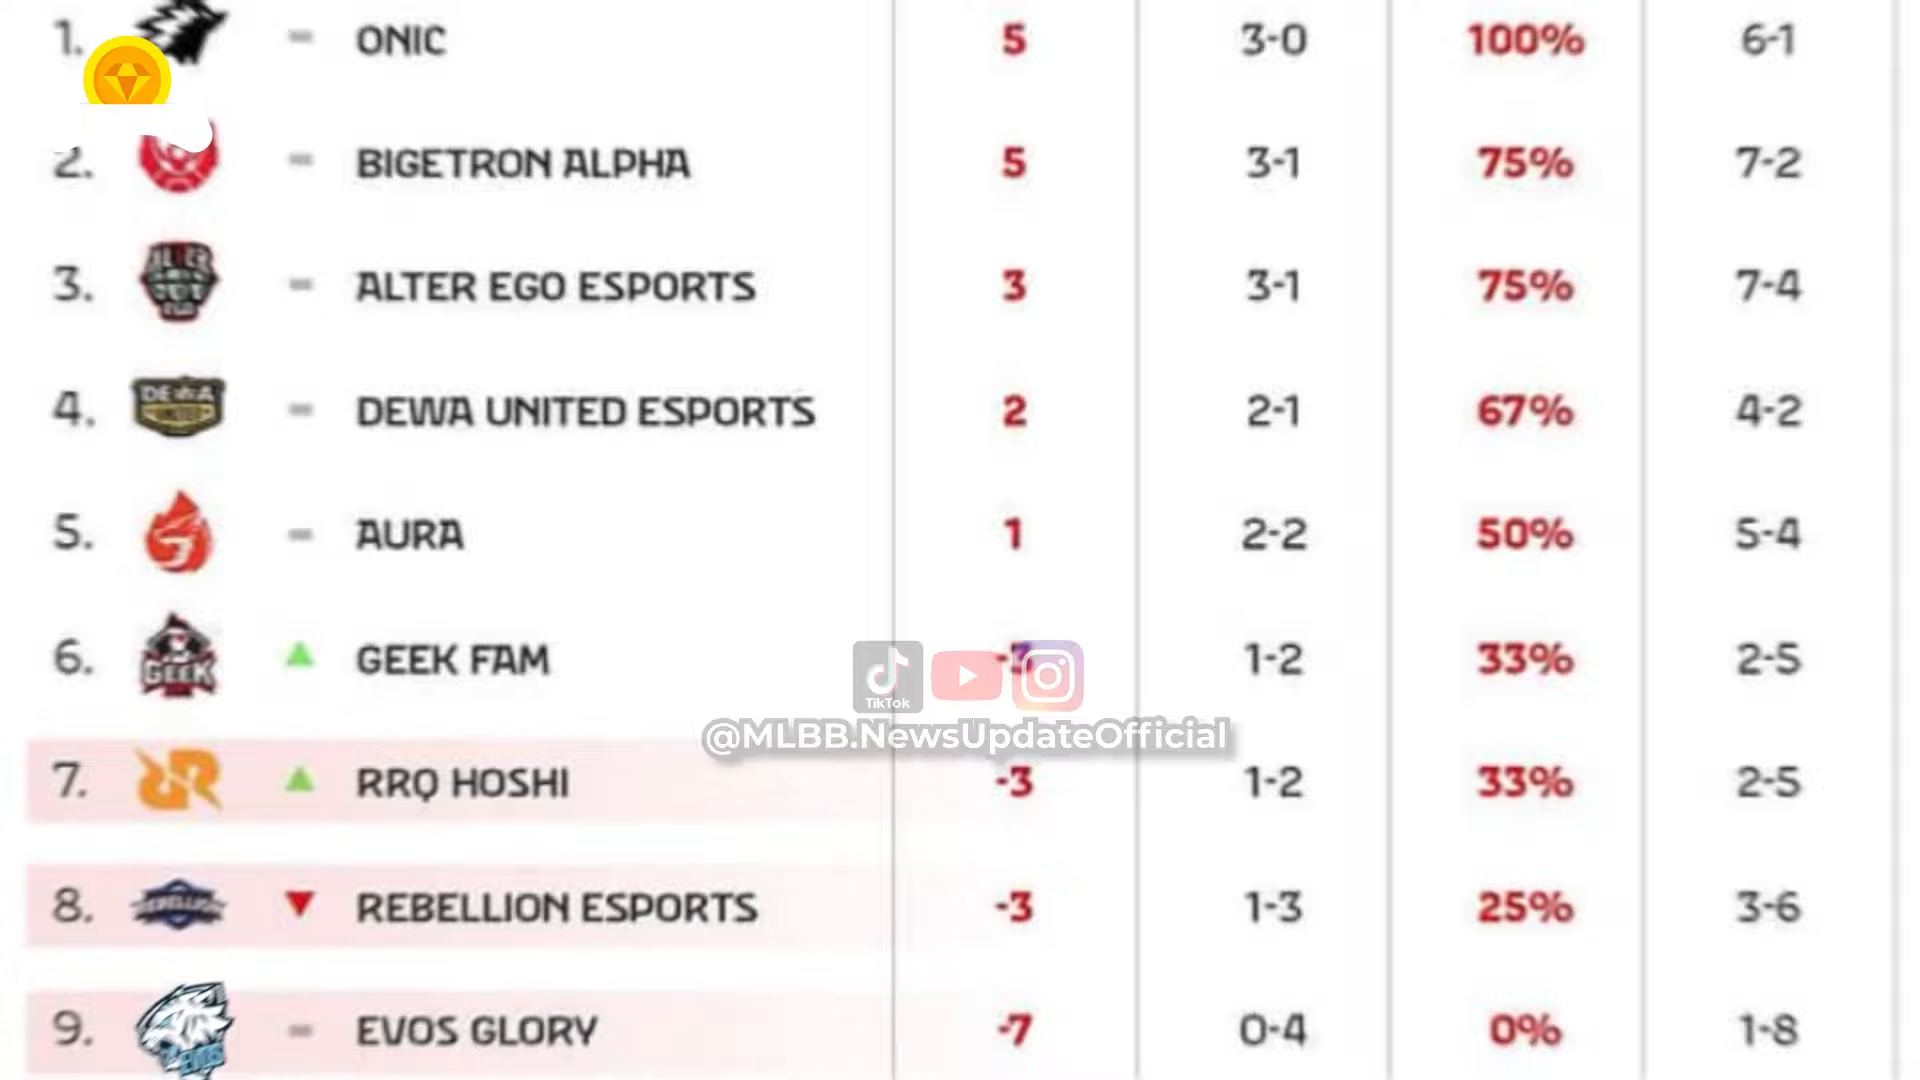 1. ONIC 5 3-0 100% 6-1
2. BIGETRON ALPHA 5 3-1 75% 7-2
3. ALTER EGO ESPORTS 3 3-1 75% 7-4
4. DEWA UNITED ESPORTS 2 2-1 67% 4-2
5. AURA 1 2-2 50% 5-4
6. GEEK GEEK FAM -3 1-2 33% 2-5
TikTok
@MLBB.NewsUpdateOfficial
7. RRQ HOSHI -3 1-2 33% 2-5
8. REBELLION ESPORTS -3 1-3 25% 3-6
9. EVOS GLORY -7 0-4 0% 1-8